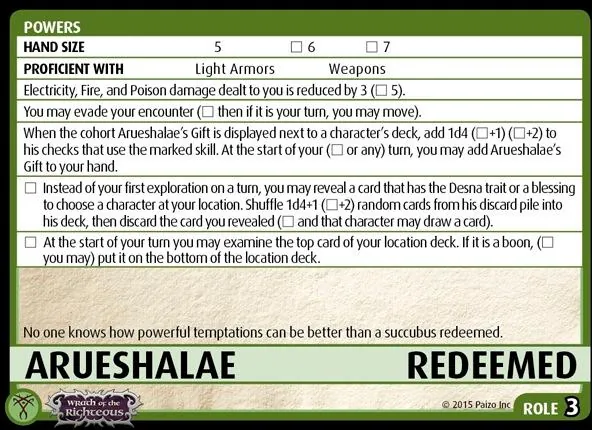 POWERS
HAND SIZE 5 ☐ 6 ☐ 7
PROFICIENT WITH Light Armors Weapons
Electricity, Fire, and Poison damage dealt to you is reduced by 3 (☐ 5).
You may evade your encounter (☐ then if it is your turn, you may move).
When the cohort Arueshalae's Gift is displayed next to a character's deck, add 1d4 (☐+1) (☐+2) to
his checks that use the marked skill. At the start of your (☐ or any) turn, you may add Arueshalae's
Gift to your hand.
☐ Instead of your first exploration on a turn, you may reveal a card that has the Desna trait or a blessing
to choose a character at your location. Shuffle 1d4+1 (☐+2) random cards from his discard pile into
his deck, then discard the card you revealed (☐ and that character may draw a card).
☐ At the start of your turn you may examine the top card of your location deck. If it is a boon, (☐
you may) put it on the bottom of the location deck.
No one knows how powerful temptations can be better than a succubus redeemed.
ARUESHALAE REDEEMED
Wrath of the
Righteous
© 2015 Paizo Inc
ROLE 3